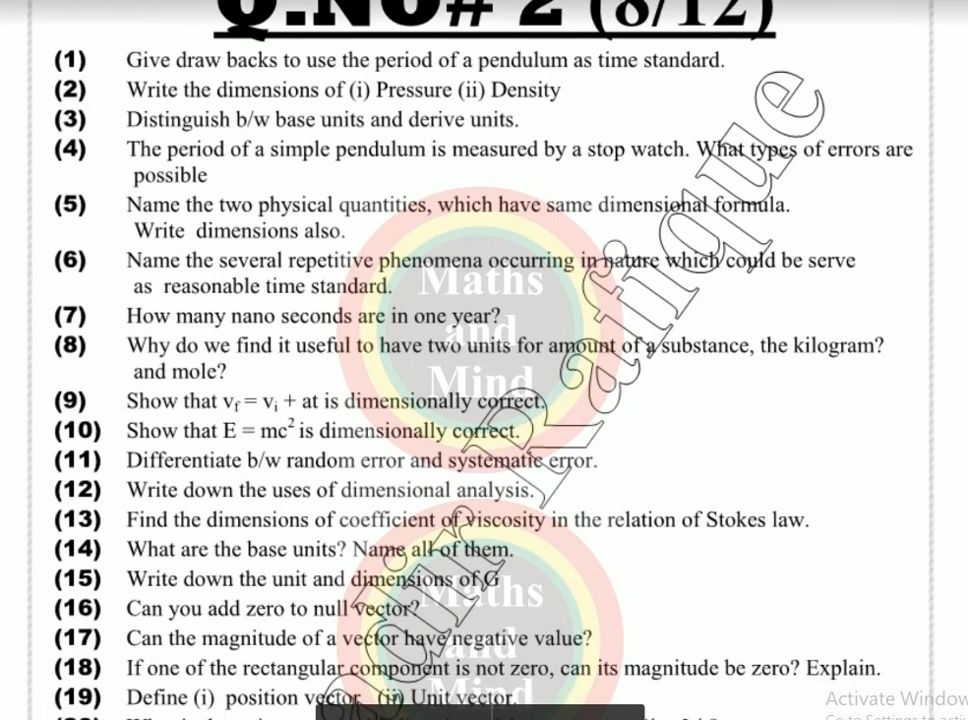 Q.NO# 2 (8/12)
(1) Give draw backs to use the period of a pendulum as time standard.
(2) Write the dimensions of (i) Pressure (ii) Density
(3) Distinguish b/w base units and derive units.
(4) The period of a simple pendulum is measured by a stop watch. What types of errors are
possible
(5) Name the two physical quantities, which have same dimensional formula.
Write dimensions also.
(6) Name the several repetitive phenomena occurring in nature which could be serve
as reasonable time standard.
(7) How many nano seconds are in one year?
(8) Why do we find it useful to have two units for amount of a substance, the kilogram?
and mole?
(9) Show that v_f = v_i + at is dimensionally correct.
(10) Show that E = mc² is dimensionally correct.
(11) Differentiate b/w random error and systematic error.
(12) Write down the uses of dimensional analysis.
(13) Find the dimensions of coefficient of viscosity in the relation of Stokes law.
(14) What are the base units? Name all of them.
(15) Write down the unit and dimensions of G
(16) Can you add zero to null vector?
(17) Can the magnitude of a vector have negative value?
(18) If one of the rectangular component is not zero, can its magnitude be zero? Explain.
(19) Define (i) position vector (ii) Unit vector.
Maths
and
Mind
Maths
and
Mind
Rafique
Activate Window